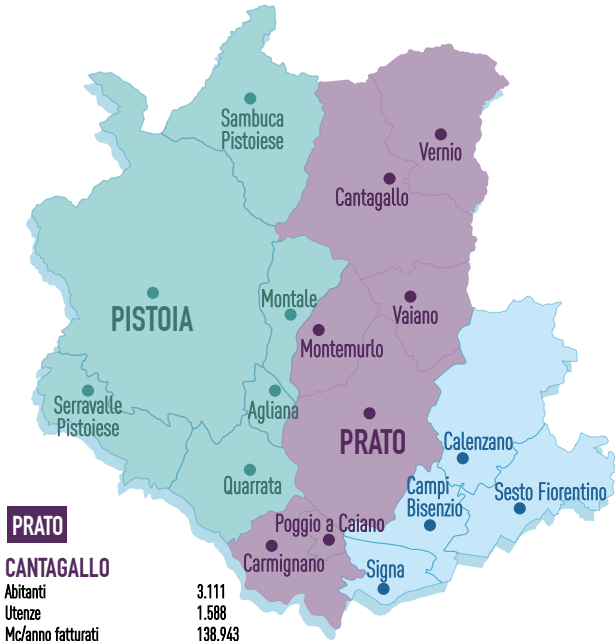 Sambuca
Pistoiese
Vernio
Cantagallo
Montale
PISTOIA
Vaiano
Montemurlo
Serravalle
Pistoiese
Agliana
PRATO
Calenzano
Quarrata
Campi
Bisenzio
Sesto Fiorentino
Poggio a Caiano
Carmignano
Signa
PRATO
CANTAGALLO
Abitanti 3.111
Utenze 1.588
Mc/anno fatturati 138.943